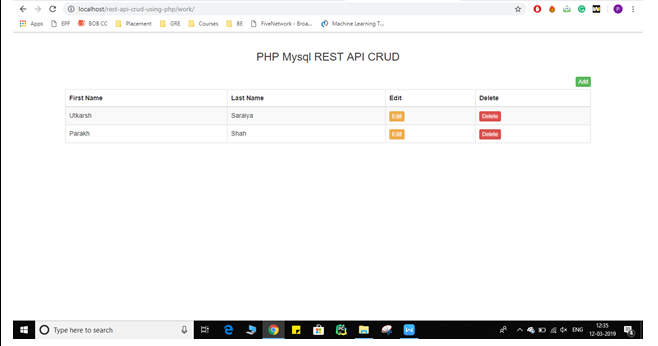 localhost/rest-api-crud-using-php/work/
Apps EPF BOB CC Placement GRE Courses BE FiveNetwork - Broa... Machine Learning T...
PHP Mysql REST API CRUD
Add
First Name Last Name Edit Delete
Utkarsh Saraiya Edit Delete
Parakh Shah Edit Delete
Type here to search ENG 12:35
12-03-2019